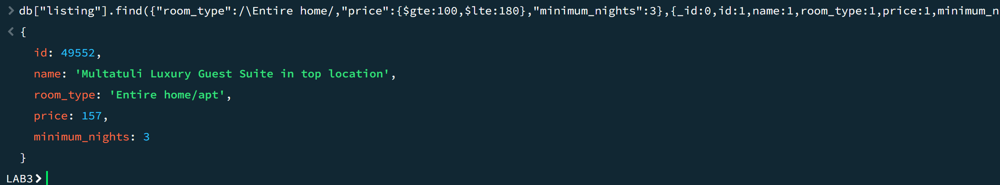 > db["listing"].find({"room_type":/\Entire home/,"price":{$gte:100,$lte:180},"minimum_nights":3},{_id:0,id:1,name:1,room_type:1,price:1,minimum_n
< {
id: 49552,
name: 'Multatuli Luxury Guest Suite in top location',
room_type: 'Entire home/apt',
price: 157,
minimum_nights: 3
}
LAB3>